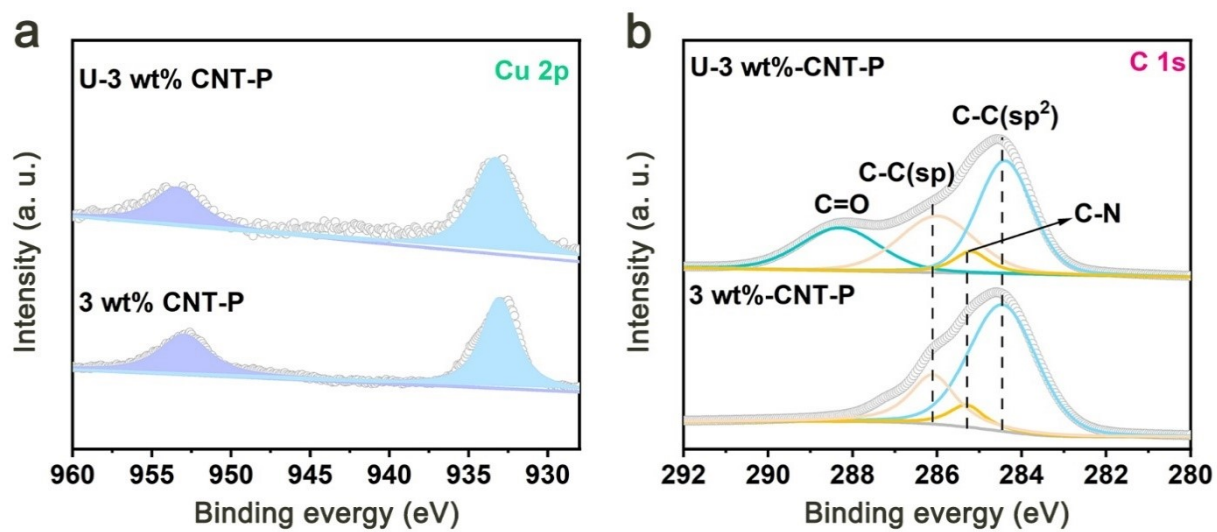 a
U-3 wt% CNT-P
Cu 2p
3 wt% CNT-P
Intensity (a. u.)
960 955 950 945 940 935 930
Binding evergy (eV)
b
U-3 wt%-CNT-P
C 1s
C-C(sp²)
C-C(sp)
C=O
C-N
3 wt%-CNT-P
Intensity (a. u.)
292 290 288 286 284 282 280
Binding evergy (eV)